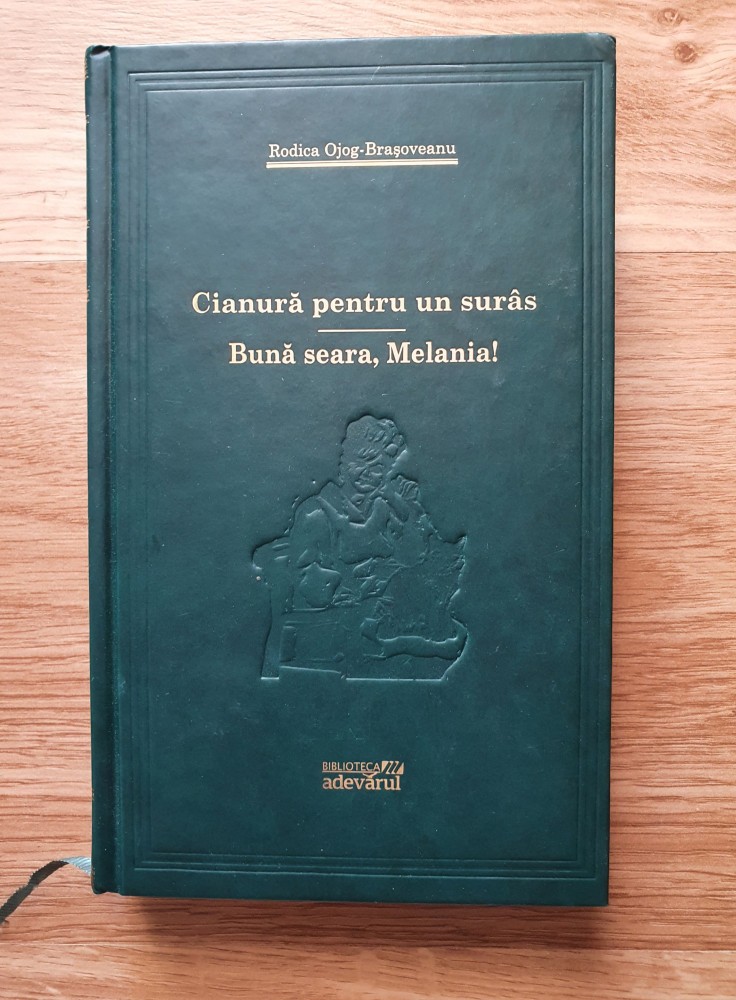 Rodica Ojog-Brașoveanu
Cianură pentru un surâs
Bună seara, Melania!
BIBLIOTECA
adevărul